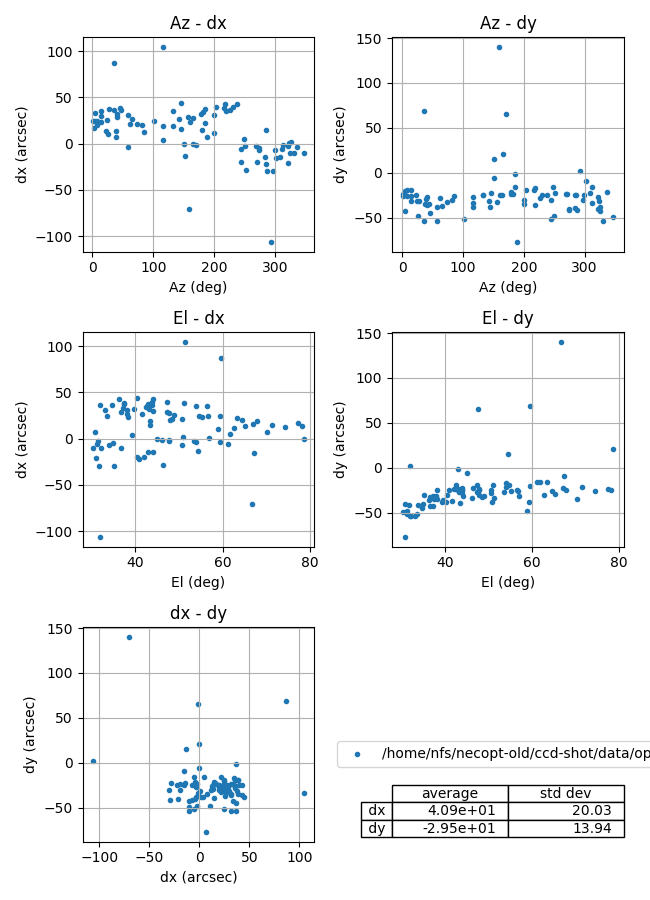 Az - dx
Az - dy
dx (arcsec)
100
50
0
−50
−100
0
100
200
300
Az (deg)
dy (arcsec)
150
100
50
0
−50
0
100
200
300
Az (deg)
El - dx
El - dy
dx (arcsec)
100
50
0
−50
−100
40
60
80
El (deg)
dy (arcsec)
150
100
50
0
−50
40
60
80
El (deg)
dx - dy
dy (arcsec)
150
100
50
0
−50
−100
−50
0
50
100
dx (arcsec)
/home/nfs/necopt-old/ccd-shot/data/op
average std dev
dx 4.09e+01 20.03
dy -2.95e+01 13.94